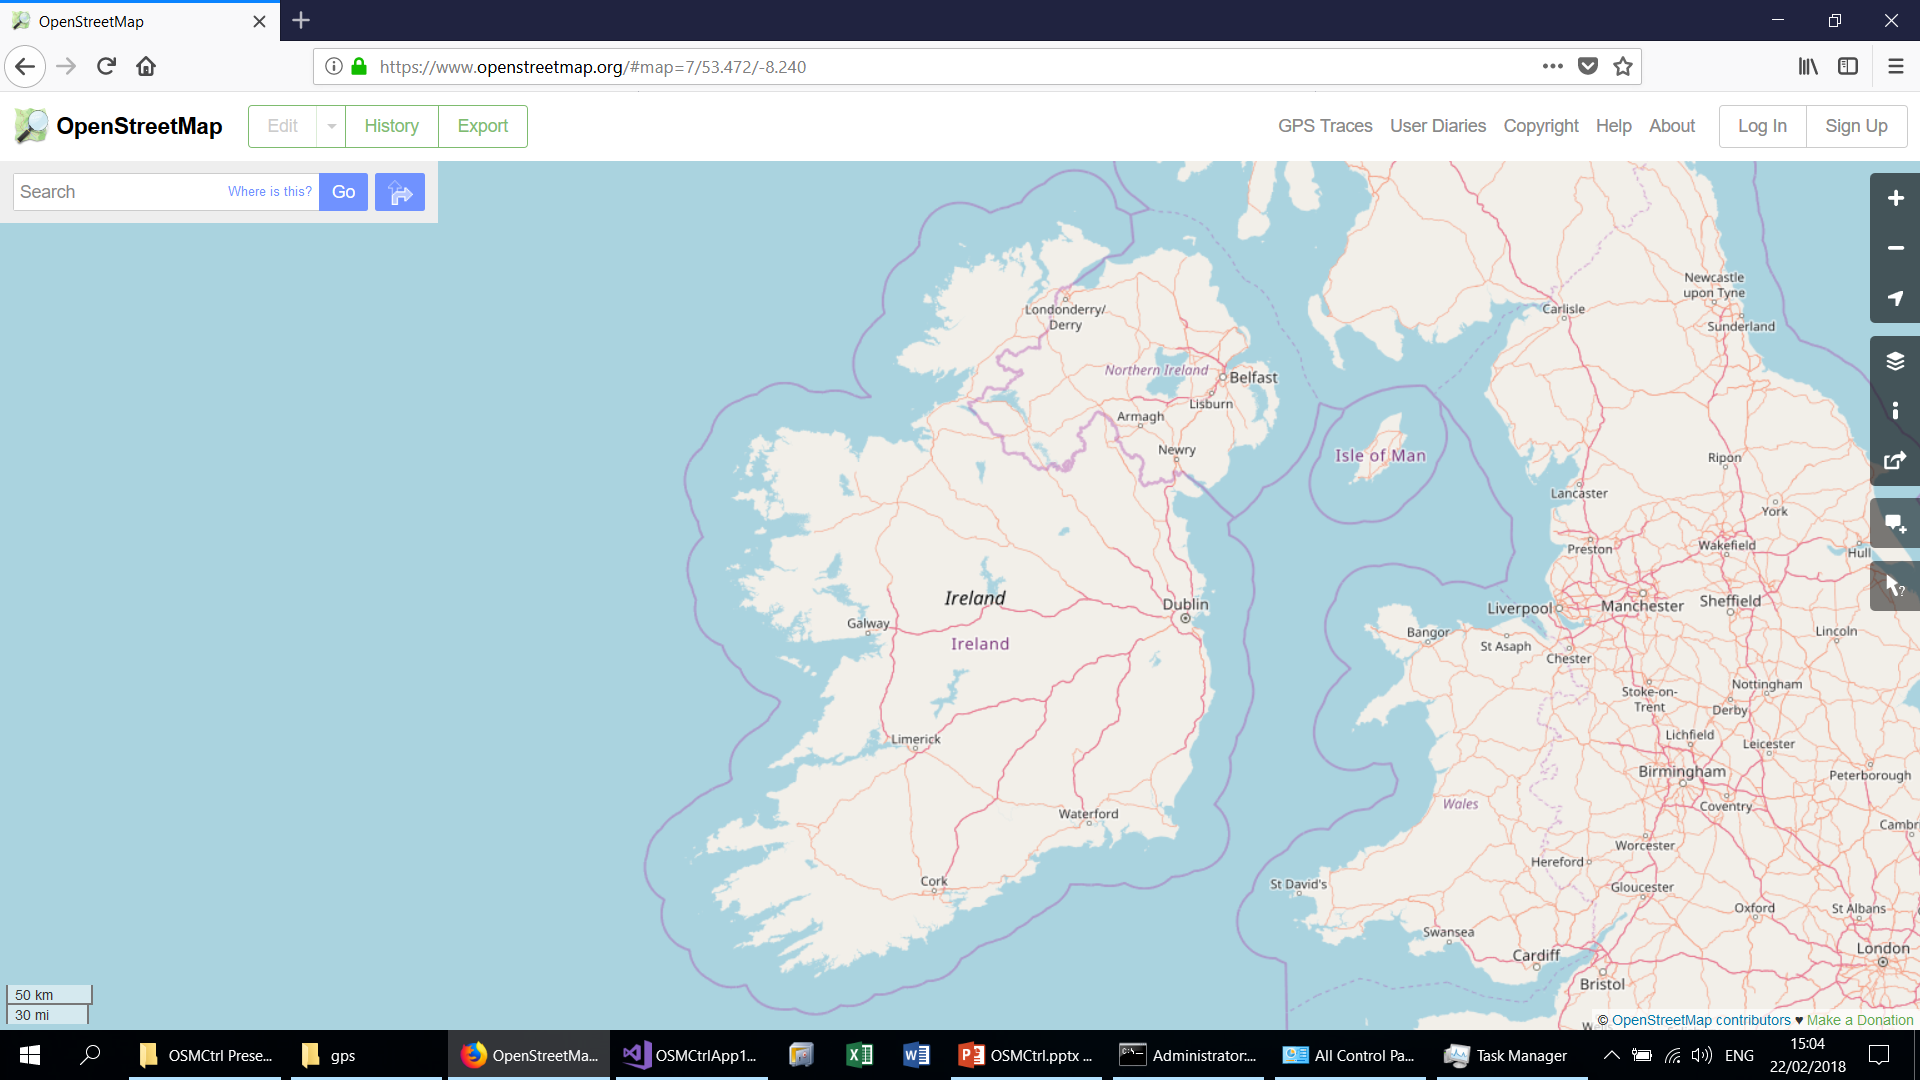 OpenStreetMap
https://www.openstreetmap.org/#map=7/53.472/-8.240
OpenStreetMap
Edit
History
Export
GPS Traces
User Diaries
Copyright
Help
About
Log In
Sign Up
Search
Where is this?
Go
Newcastle
upon Tyne
Londonderry/
Derry
Carlisle
Sunderland
Northern Ireland
Belfast
Lisburn
Armagh
Newry
Isle of Man
Ripon
Lancaster
York
Preston
Wakefield
Hull
Ireland
Dublin
Liverpool
Manchester
Sheffield
Galway
Ireland
Bangor
St Asaph
Chester
Lincoln
Stoke-on-
Trent
Nottingham
Derby
Limerick
Lichfield
Leicester
Birmingham
Peterborough
Wales
Coventry
Waterford
Cambr
Worcester
Hereford
Cork
St David's
Gloucester
Oxford
St Albans
Swansea
Cardiff
London
Bristol
50 km
30 mi
© OpenStreetMap contributors ♥ Make a Donation
OSMCtrl Prese...
gps
OpenStreetMa...
OSMCtrlApp1...
OSMCtrl.pptx ...
Administrator:...
All Control Pa...
Task Manager
ENG
15:04
22/02/2018